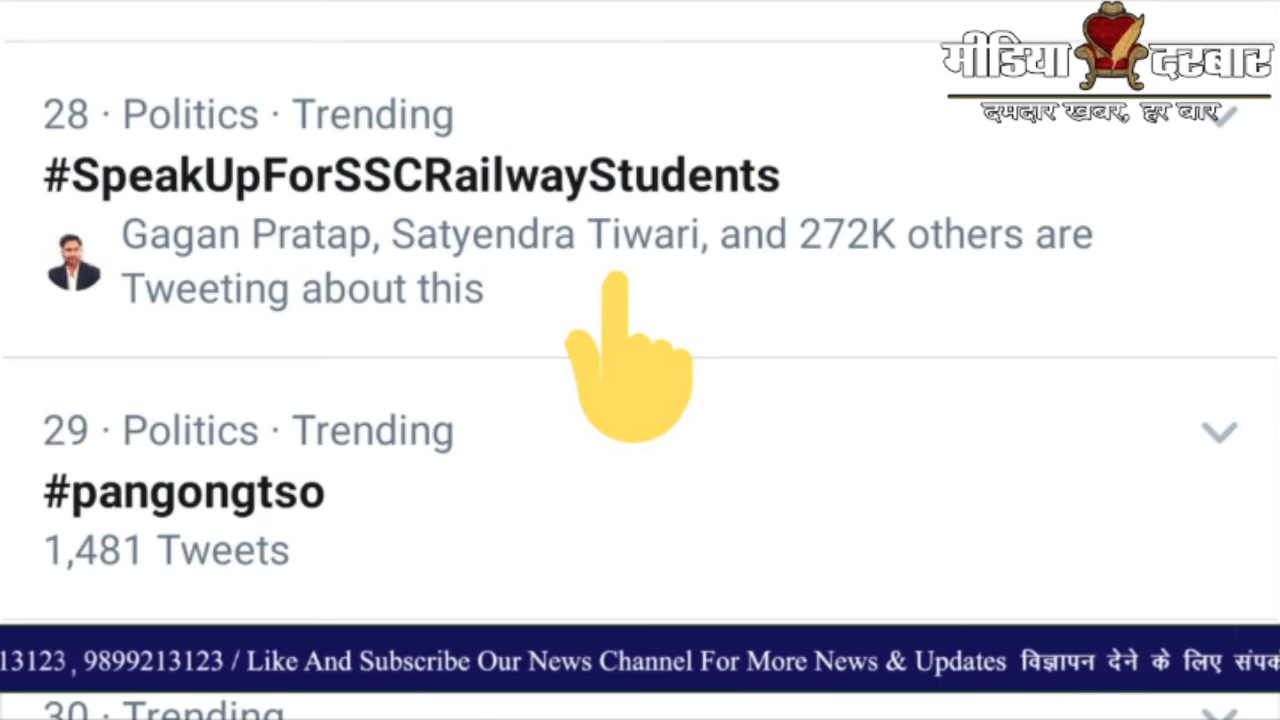 मीडिया दरबार
दमदार खबर, हर बार
28 · Politics · Trending
#SpeakUpForSSCRailwayStudents
Gagan Pratap, Satyendra Tiwari, and 272K others are
Tweeting about this
29 · Politics · Trending
#pangongtso
1,481 Tweets
13123 , 9899213123 / Like And Subscribe Our News Channel For More News & Updates विज्ञापन देने के लिए
30 · Trending